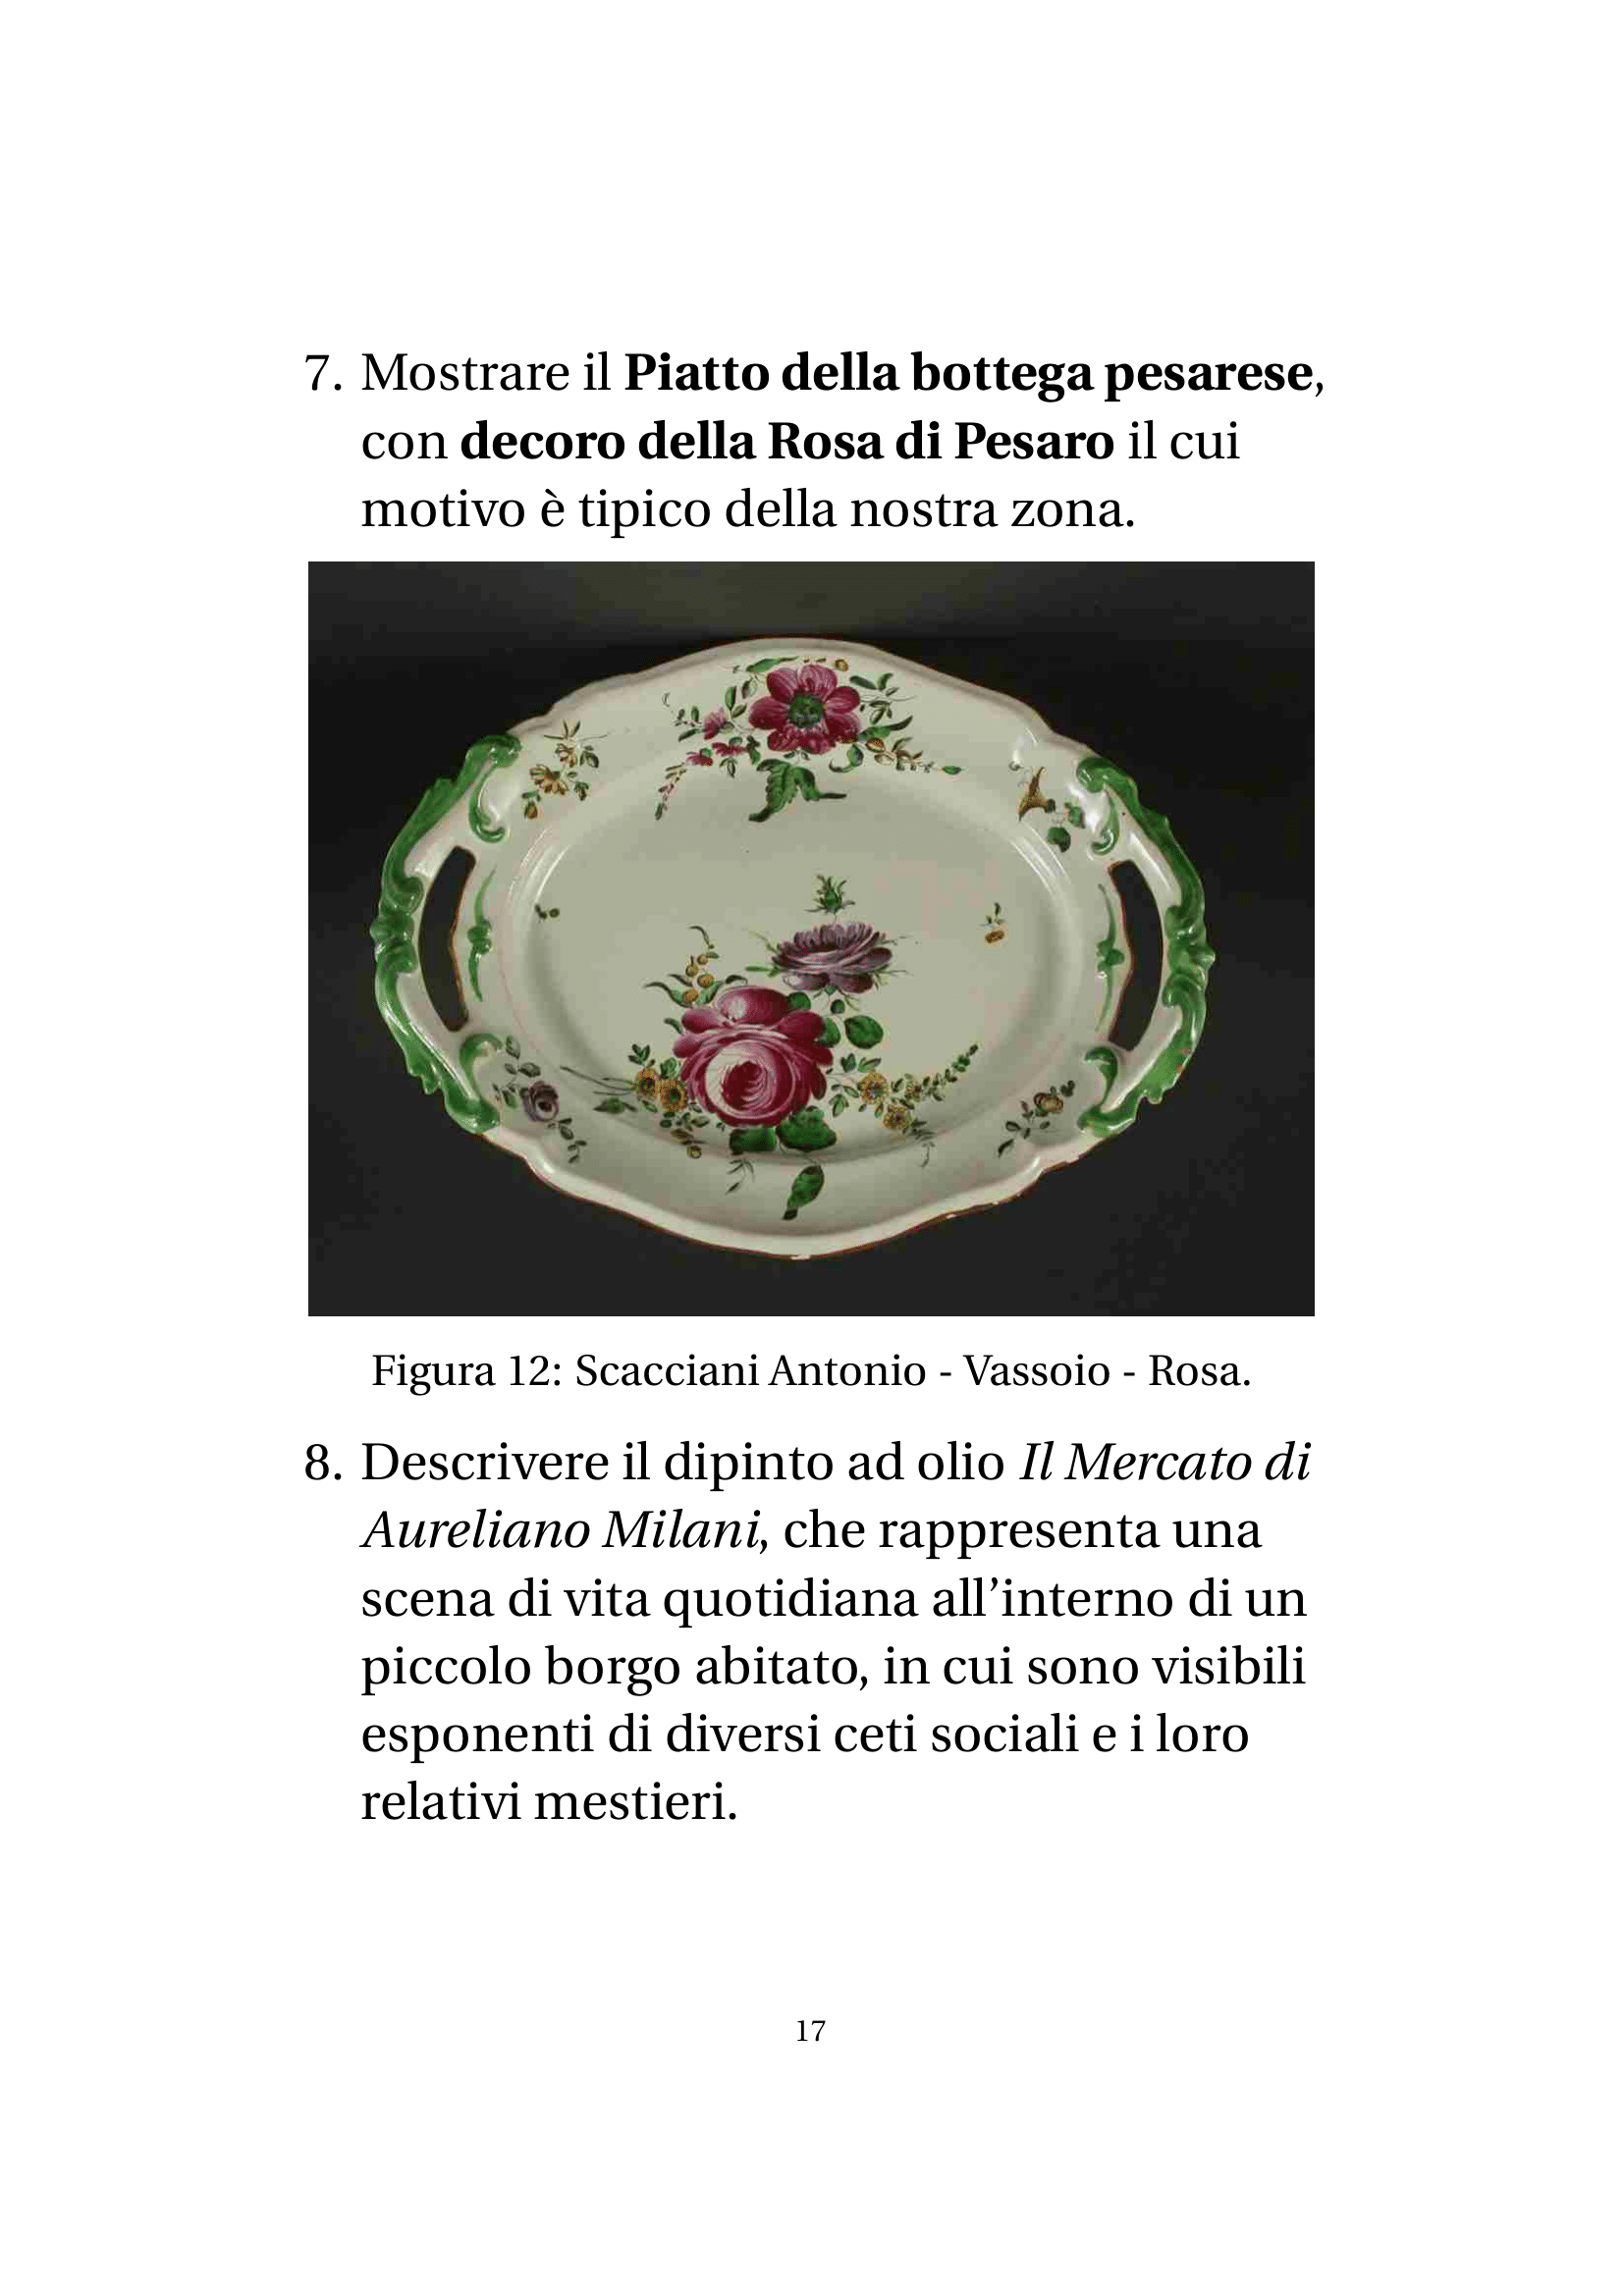 7. Mostrare il Piatto della bottega pesarese,
con decoro della Rosa di Pesaro il cui
motivo è tipico della nostra zona.
Figura 12: Scacciani Antonio - Vassoio - Rosa.
8. Descrivere il dipinto ad olio Il Mercato di
Aureliano Milani, che rappresenta una
scena di vita quotidiana all’interno di un
piccolo borgo abitato, in cui sono visibili
esponenti di diversi ceti sociali e i loro
relativi mestieri.
17